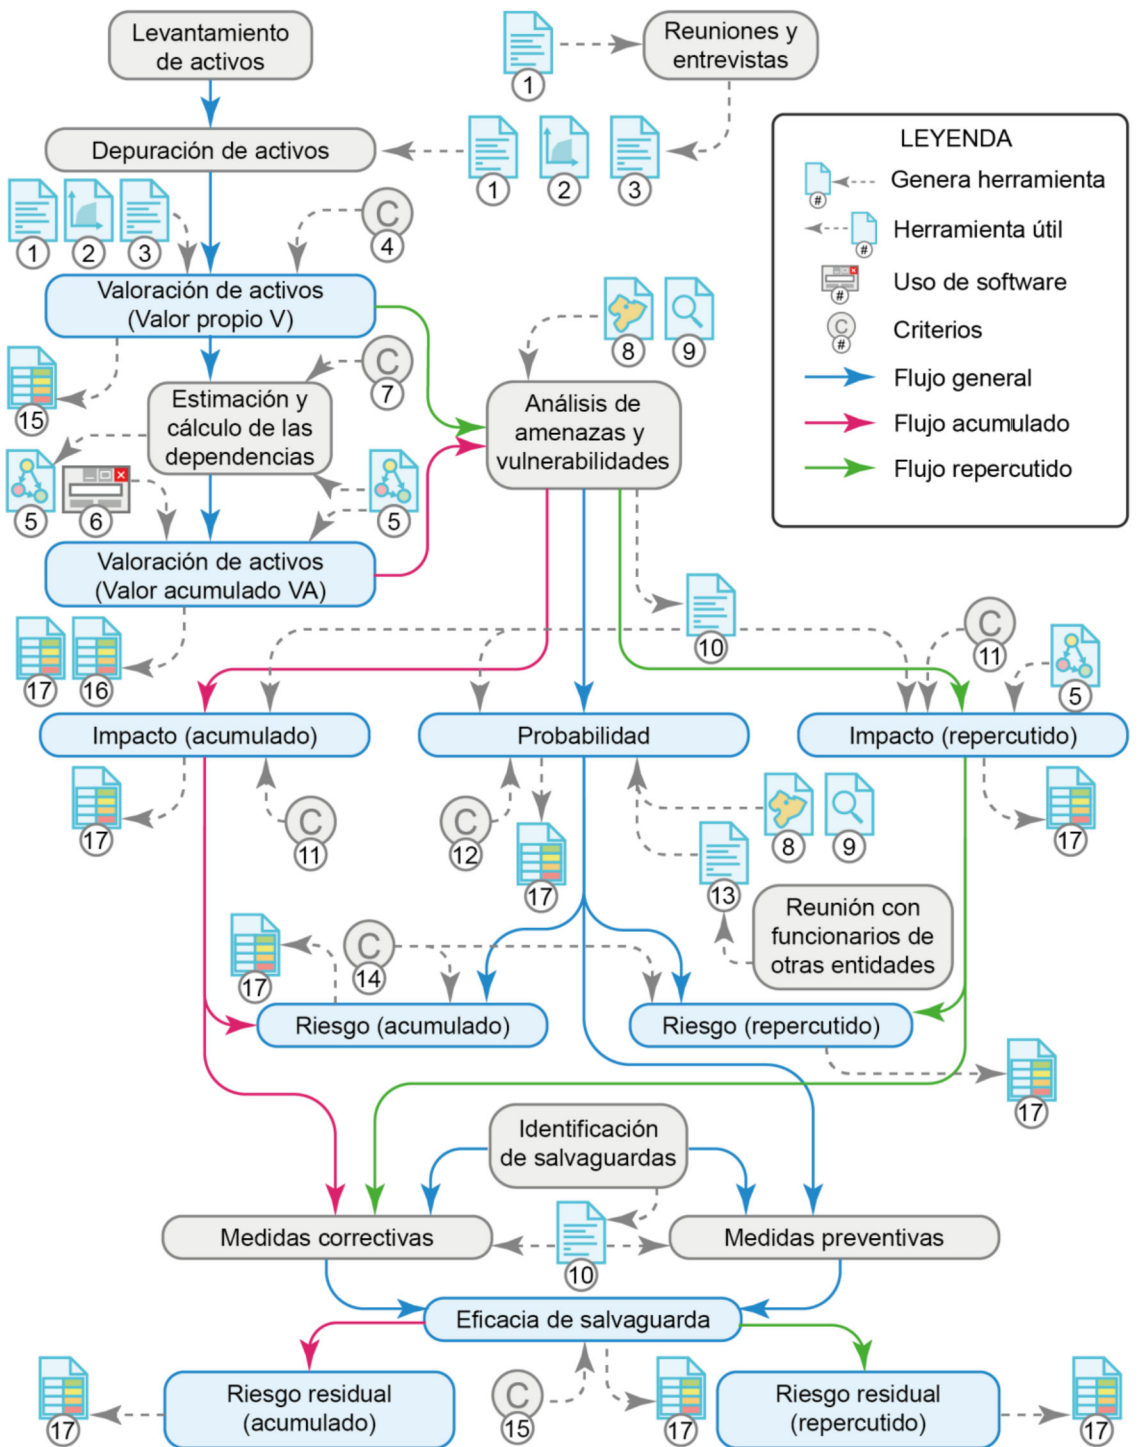 Levantamiento
de activos
1
Reuniones y
entrevistas
Depuración de activos
1
2
3
LEYENDA
#
Genera herramienta
#
Herramienta útil
#
Uso de software
C
#
Criterios
Flujo general
Flujo acumulado
Flujo repercutido
1
2
3
C
4
Valoración de activos
(Valor propio V)
8
9
15
C
7
Estimación y
cálculo de las
dependencias
Análisis de
amenazas y
vulnerabilidades
5
6
5
Valoración de activos
(Valor acumulado VA)
10
C
11
5
17
16
Impacto (acumulado)
Probabilidad
Impacto (repercutido)
17
C
11
C
12
17
8
9
13
17
Reunión con
funcionarios de
otras entidades
17
C
14
Riesgo (acumulado)
Riesgo (repercutido)
17
Identificación
de salvaguardas
Medidas correctivas
10
Medidas preventivas
Eficacia de salvaguarda
17
Riesgo residual
(acumulado)
C
15
17
Riesgo residual
(repercutido)
17